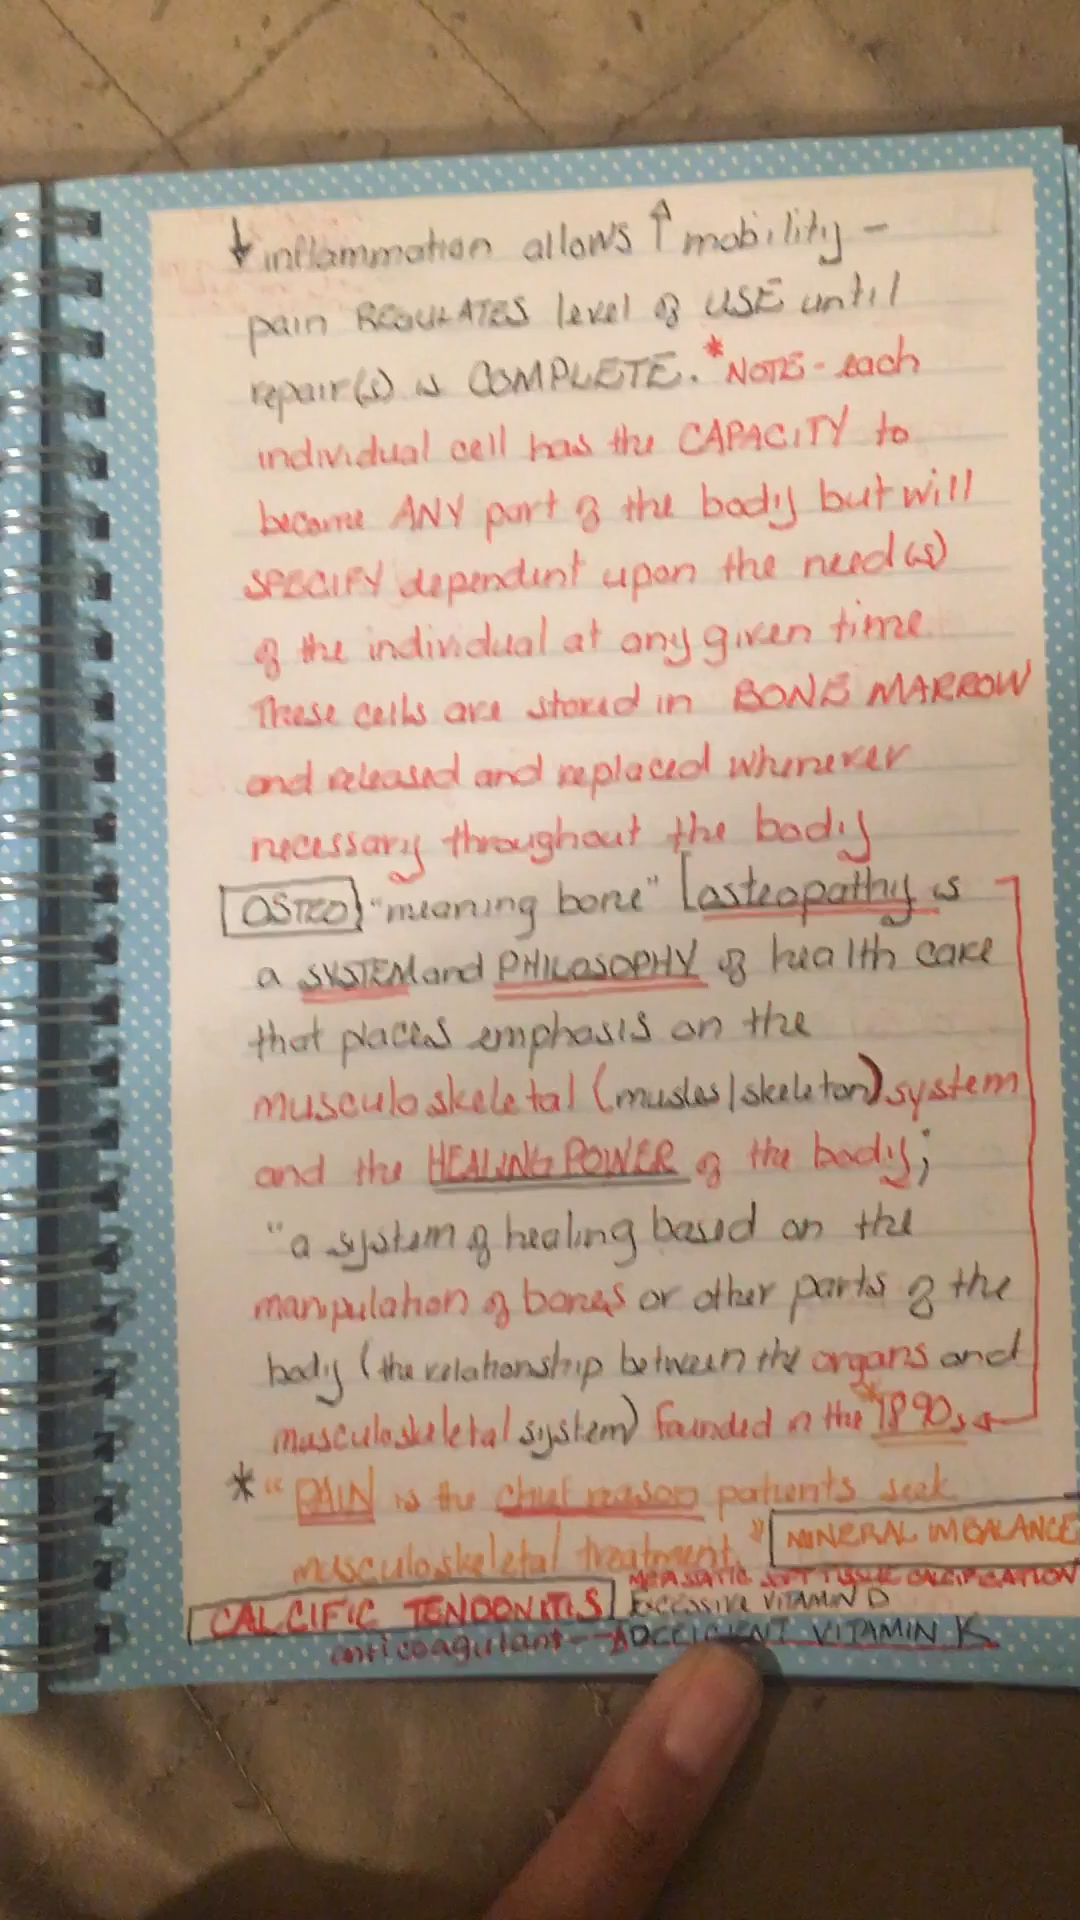 ↓ inflammation allows ↑ mobility -
pain REGULATES level of USE until
repair(s) is COMPLETE. *NOTE - each
individual cell has the CAPACITY to
become ANY part of the body but will
SPECIFY dependent upon the need(s)
of the individual at any given time
These cells are stored in BONE MARROW
and released and replaced whenever
necessary throughout the body
OSTEO "meaning bone" [osteopathy is
a SYSTEM and PHILOSOPHY of health care
that places emphasis on the
musculoskeletal (musles/skeleton) system
and the HEALING POWER of the body;
"a system of healing based on the
manipulation of bones or other parts of the
body (the relationship between the organs and
musculoskeletal system) founded in the 1890s
* "PAIN is the chief reason patients seek
musculoskeletal treatment." MINERAL IMBALANCE
SOFT TISSUE CALCIFICATION
CALCIFIC TENDONITIS EXCESSIVE VITAMIN D
anticoagulant → DEFICIENT VITAMIN K